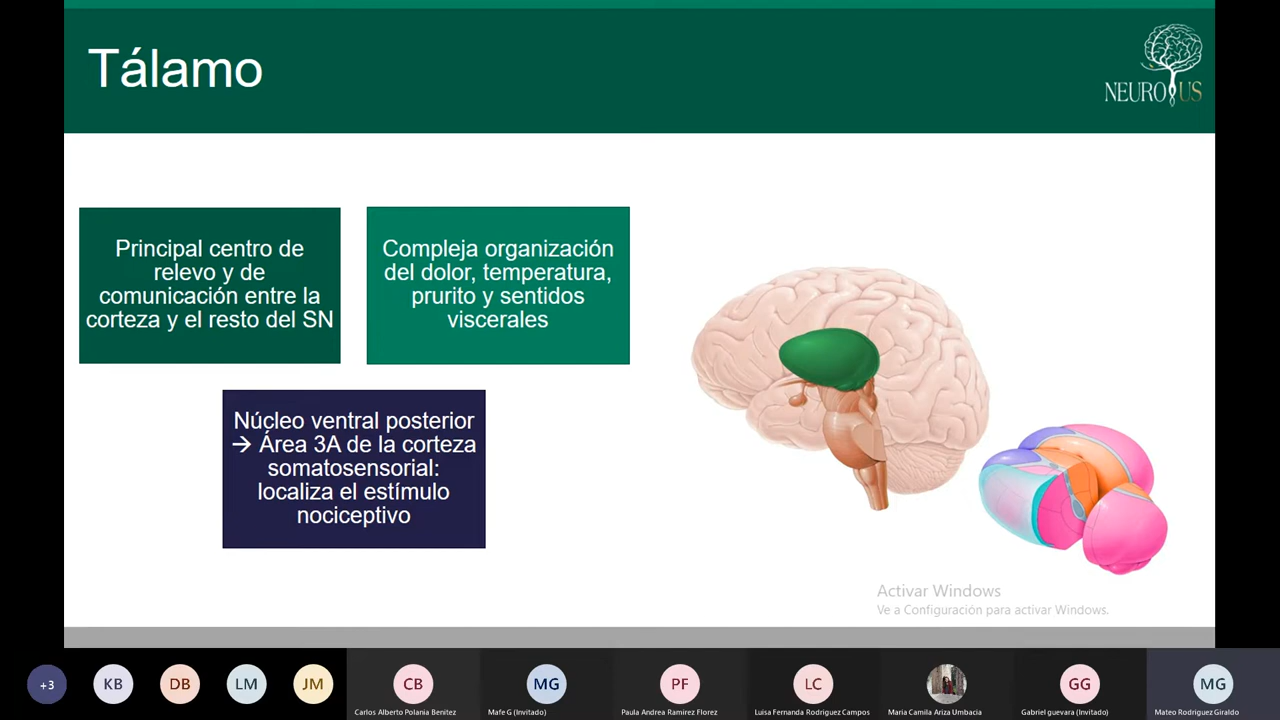 Tálamo
NEURO US
Principal centro de
relevo y de
comunicación entre la
corteza y el resto del SN
Compleja organización
del dolor, temperatura,
prurito y sentidos
viscerales
Núcleo ventral posterior
→ Área 3A de la corteza
somatosensorial:
localiza el estímulo
nociceptivo
Activar Windows
Ve a Configuración para activar Windows.
+3
KB
DB
LM
JM
CB
MG
PF
LC
GG
MG
Carlos Alberto Polania Benitez
Mafe G (Invitado)
Paula Andrea Ramirez Florez
Luisa Fernanda Rodriguez Campos
Maria Camila Ariza Umbacia
Gabriel guevara (Invitado)
Mateo Rodriguez Giraldo